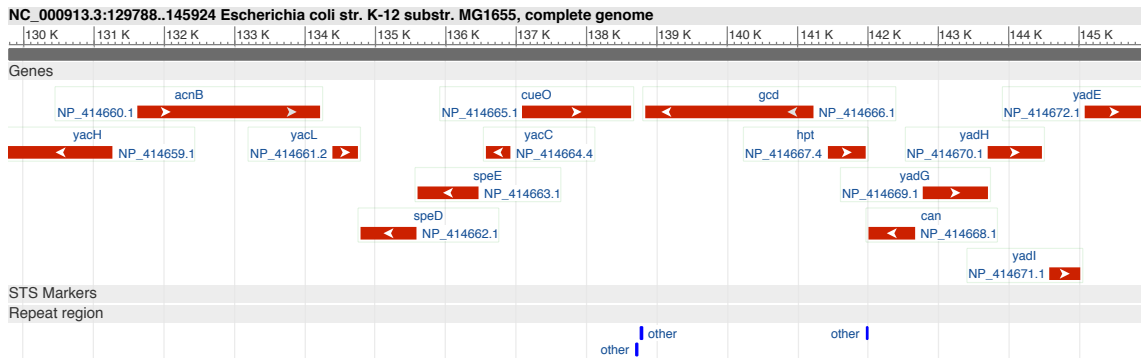 NC_000913.3:129788..145924 Escherichia coli str. K-12 substr. MG1655, complete genome
130 K 131 K 132 K 133 K 134 K 135 K 136 K 137 K 138 K 139 K 140 K 141 K 142 K 143 K 144 K 145 K
Genes
acnB cueO gcd yadE
NP_414660.1 NP_414665.1 NP_414666.1 NP_414672.1
yacH yacL yacC hpt yadH
NP_414659.1 NP_414661.2 NP_414664.4 NP_414667.4 NP_414670.1
speE yadG
NP_414663.1 NP_414669.1
speD can
NP_414662.1 NP_414668.1
yadI
NP_414671.1
STS Markers
Repeat region
other other
other